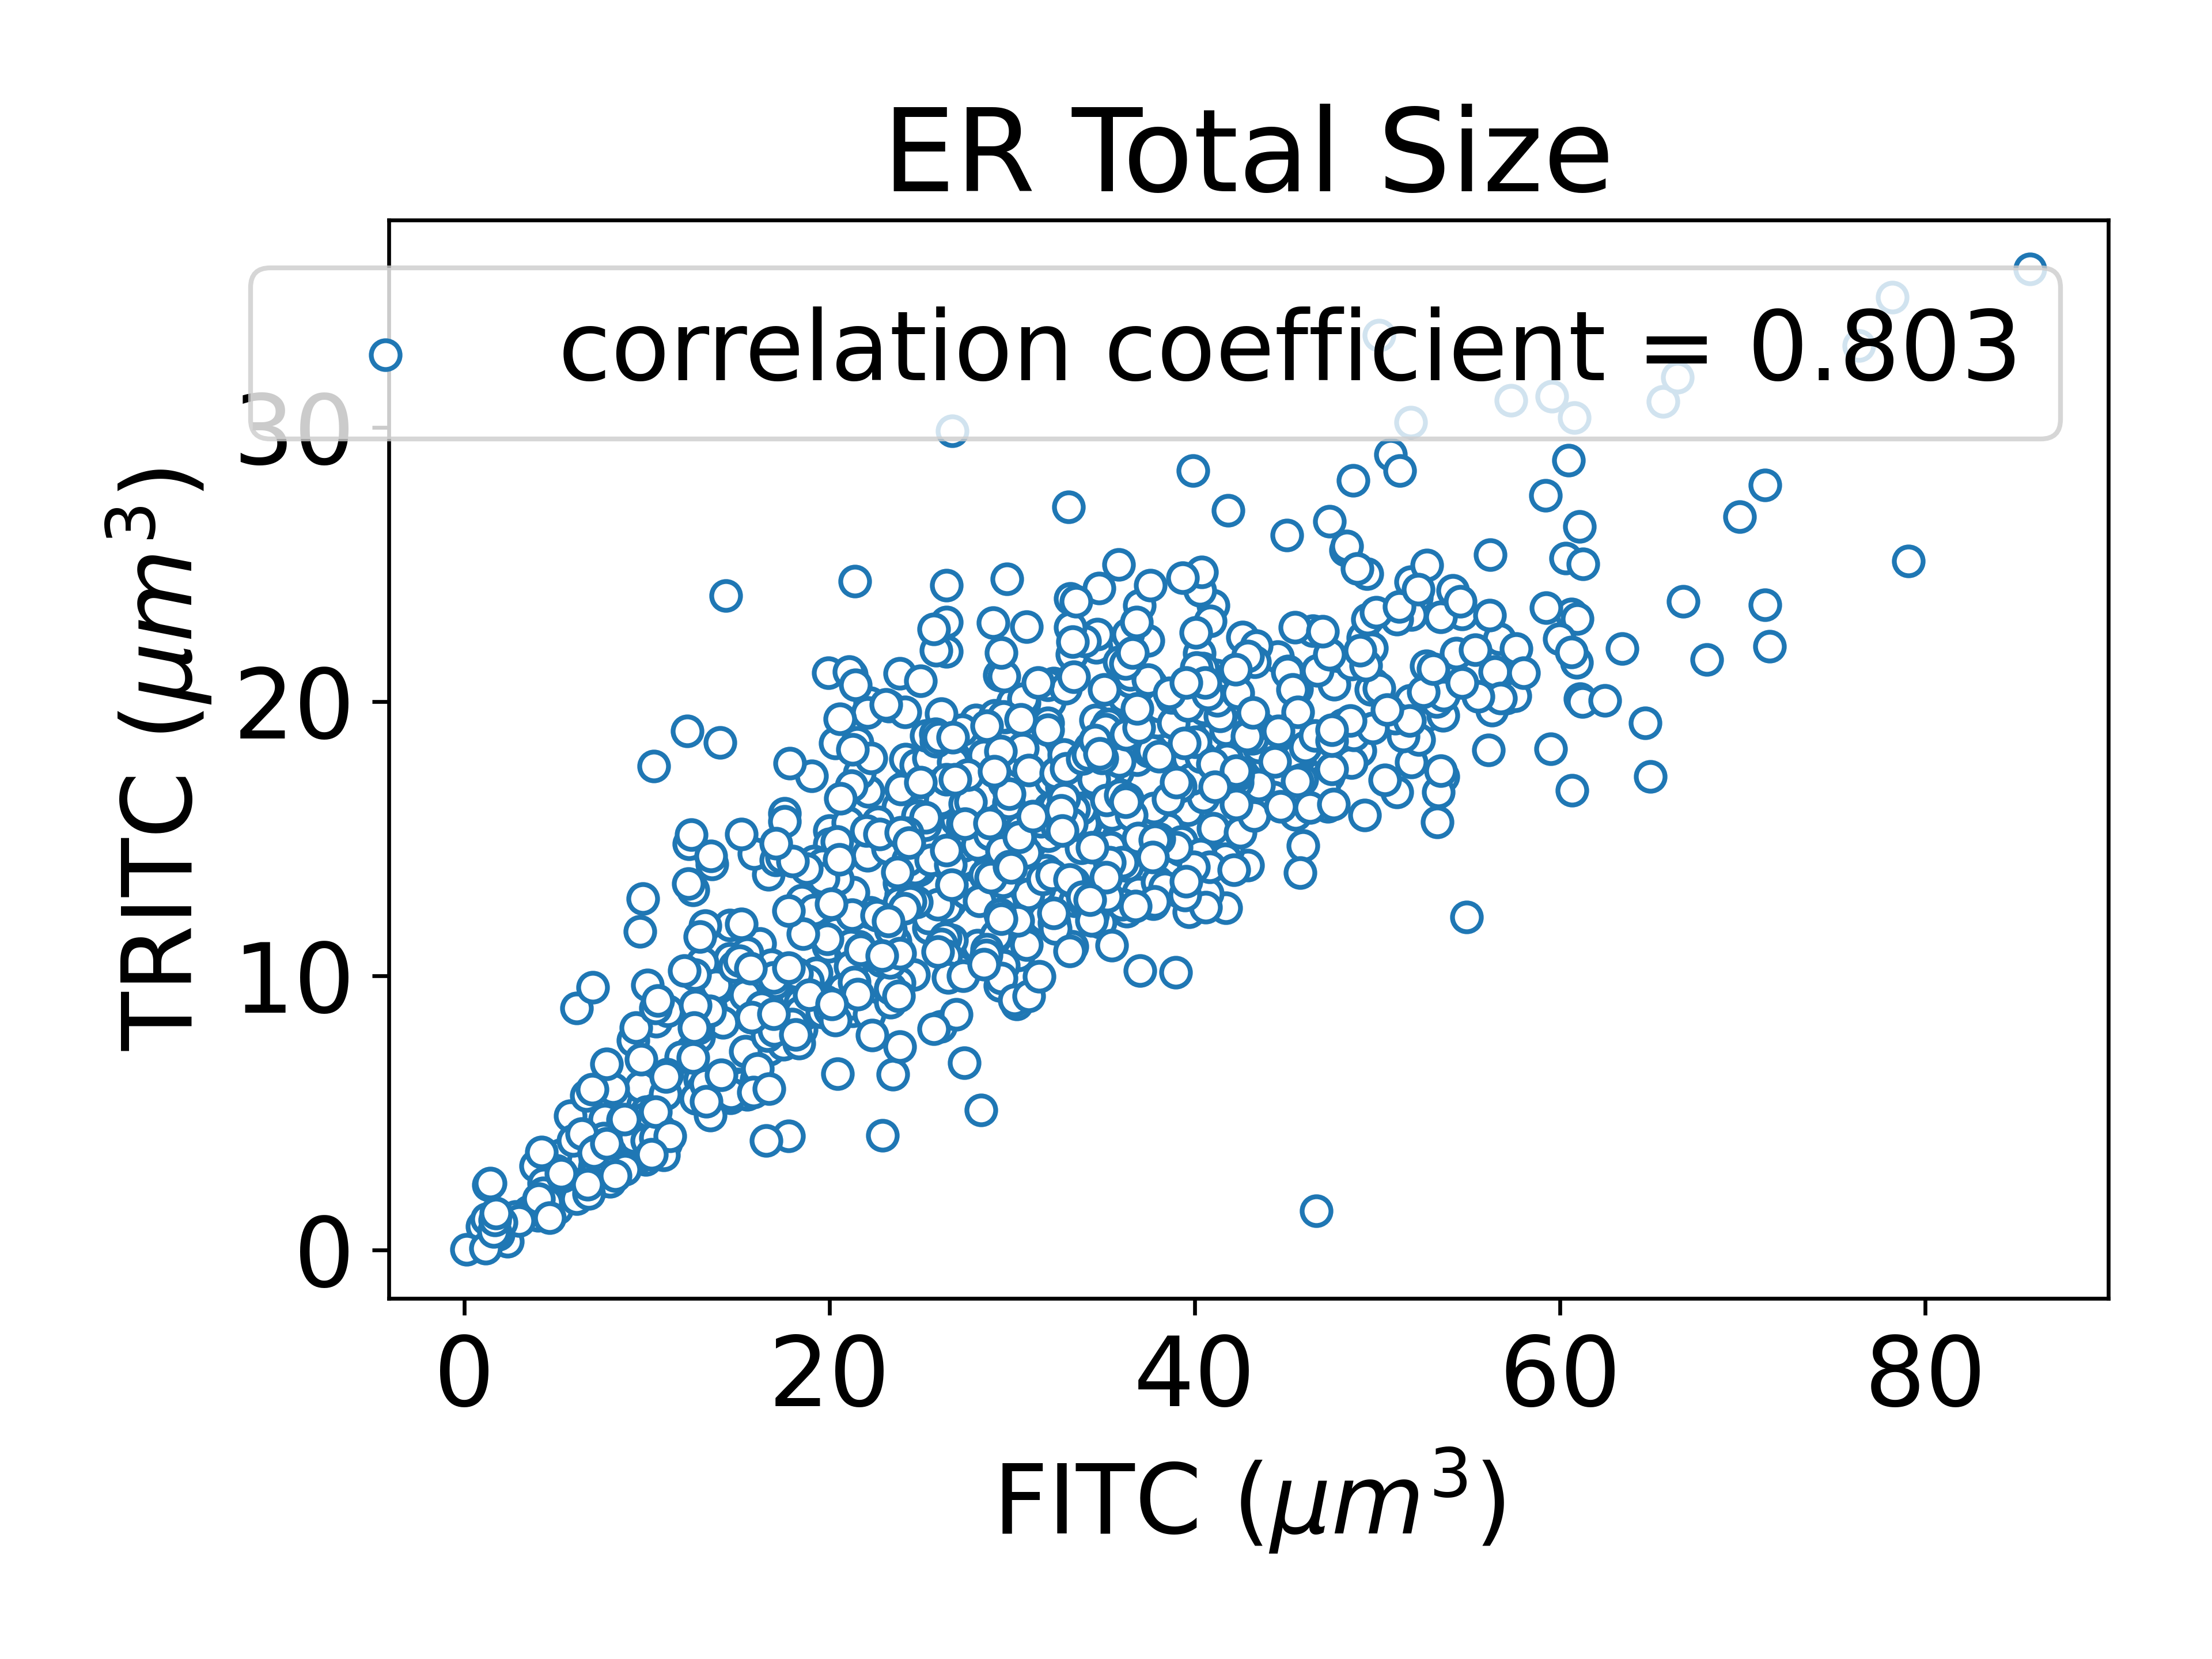 ER Total Size
correlation coefficient = 0.803
TRITC (μm³)
30
20
10
0
0 20 40 60 80
FITC (μm³)